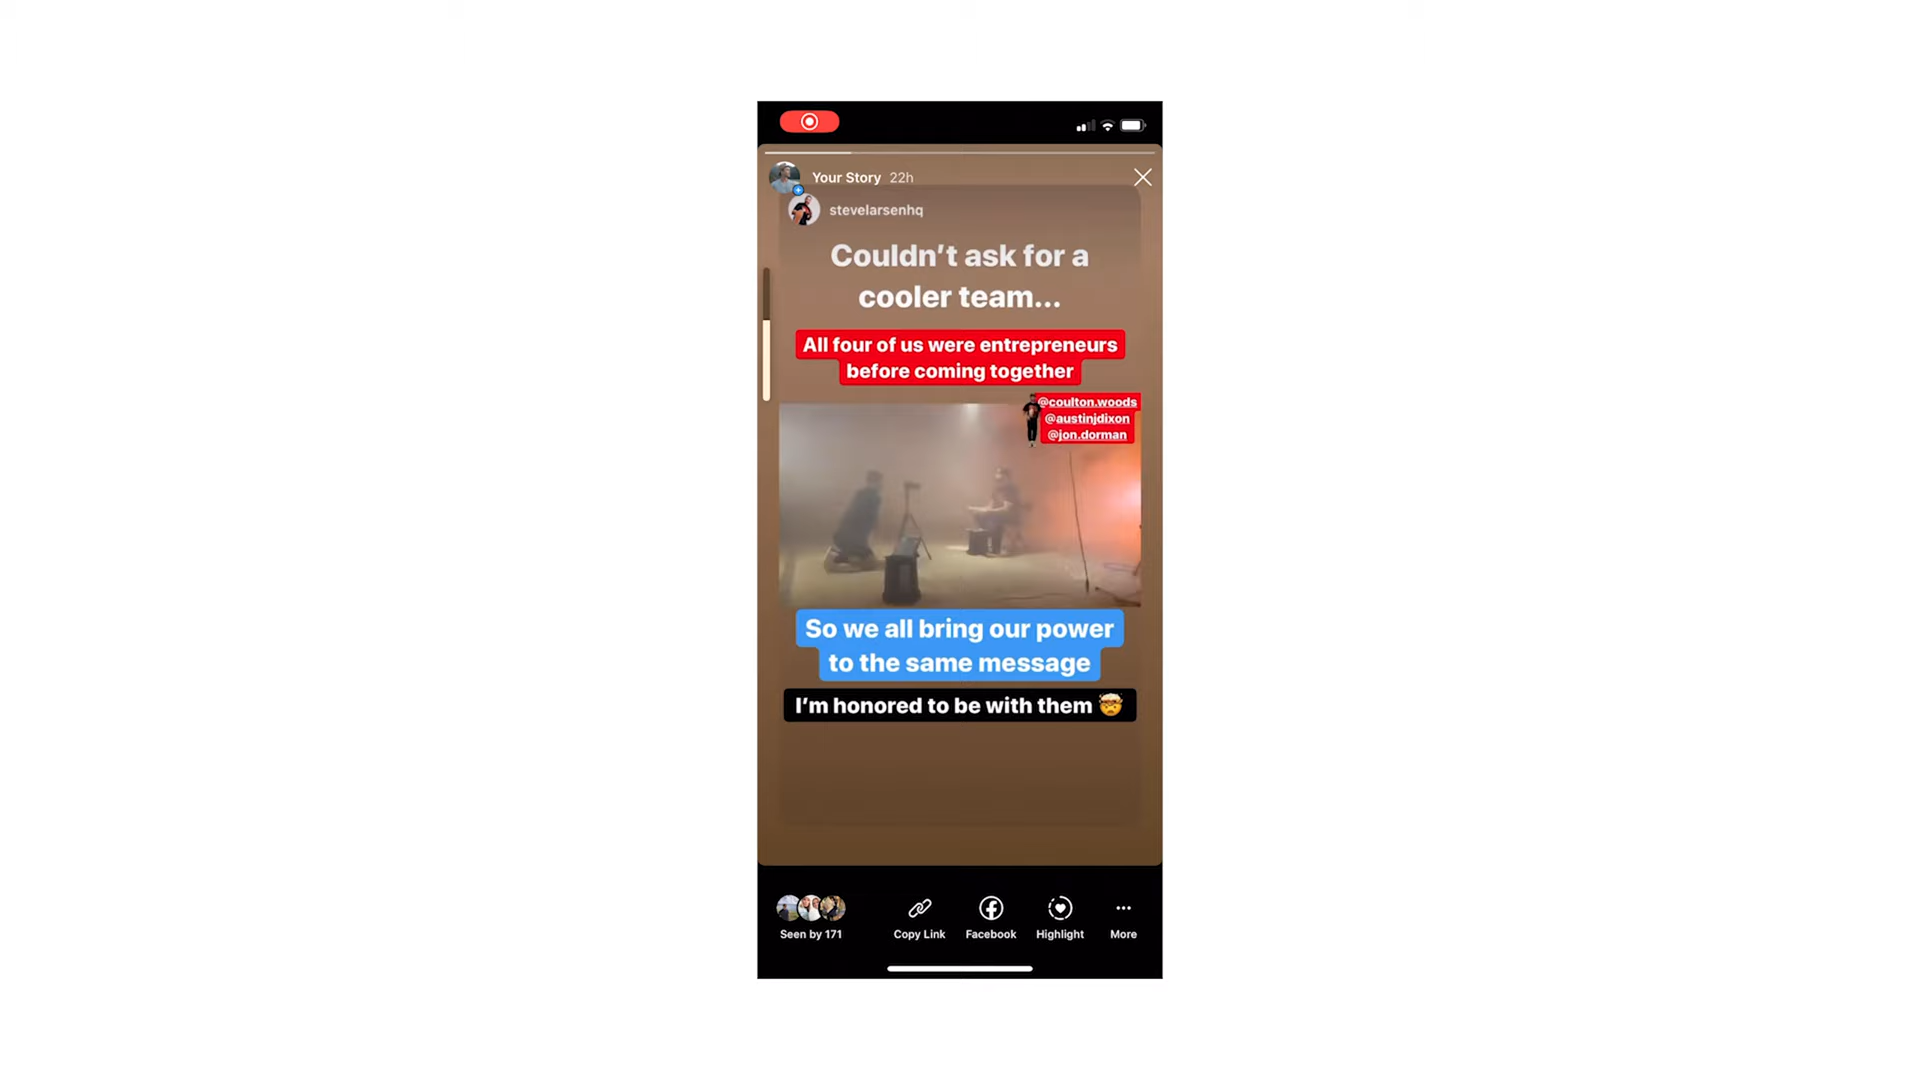 Your Story 22h
stevelarsenhq
Couldn’t ask for a
cooler team...
All four of us were entrepreneurs
before coming together
@coulton.woods
@austinjdixon
@jon.dorman
So we all bring our power
to the same message
I’m honored to be with them 🤯
Seen by 171
Copy Link
Facebook
Highlight
More